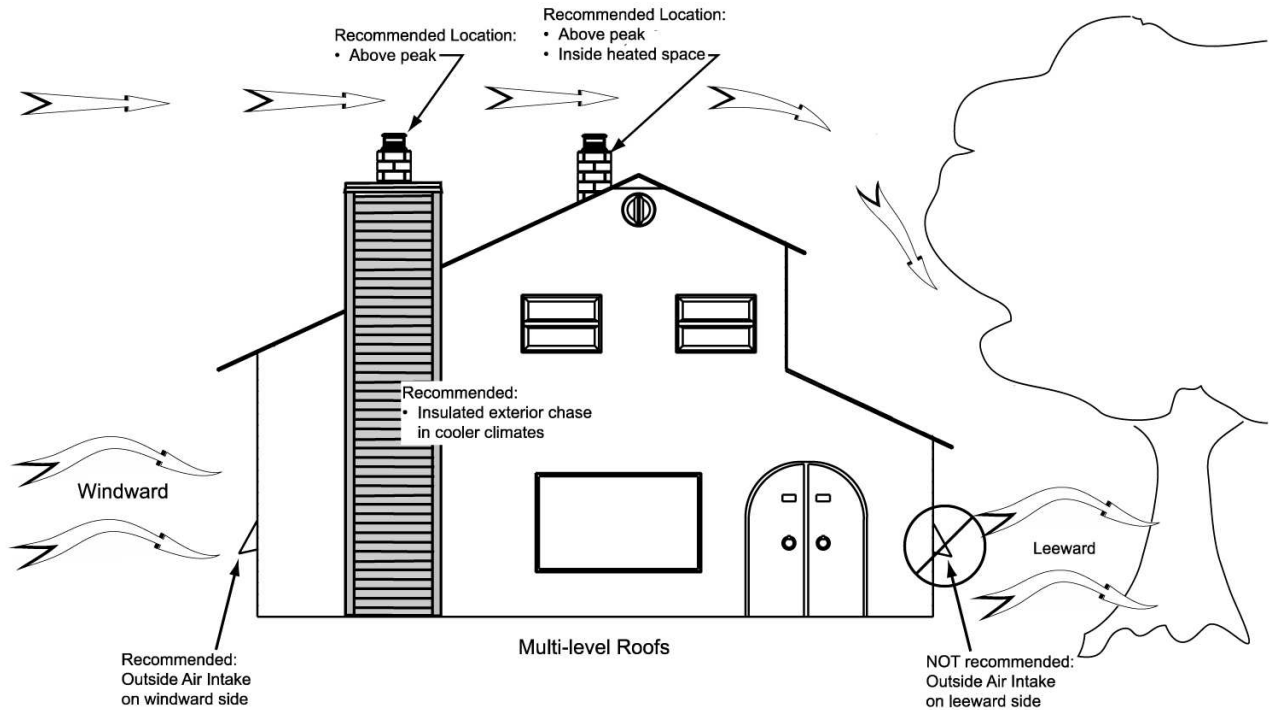 Recommended Location:
• Above peak
Recommended Location:
• Above peak
• Inside heated space
Recommended:
• Insulated exterior chase
in cooler climates
Windward
Leeward
Multi-level Roofs
Recommended:
Outside Air Intake
on windward side
NOT recommended:
Outside Air Intake
on leeward side